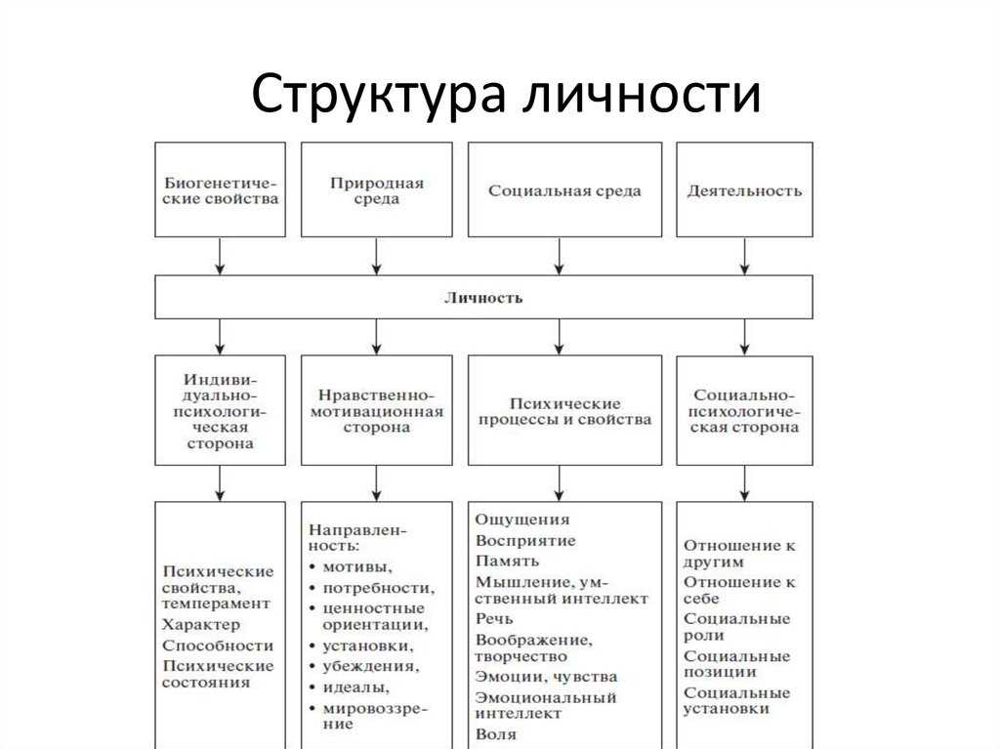 Структура личности
Биогенетиче-
ские свойства
Природная
среда
Социальная среда
Деятельность
Личность
Индиви-
дуально-
психологи-
ческая
сторона
Нравственно-
мотивационная
сторона
Психические
процессы и свойства
Социально-
психологиче-
ская сторона
Психические
свойства,
темперамент
Характер
Способности
Психические
состояния
Направлен-
ность:
• мотивы,
• потребности,
• ценностные
ориентации,
• установки,
• убеждения,
• идеалы,
• мировоззре-
ние
Ощущения
Восприятие
Память
Мышление, ум-
ственный интеллект
Речь
Воображение,
творчество
Эмоции, чувства
Эмоциональный
интеллект
Воля
Отношение к
другим
Отношение к
себе
Социальные
роли
Социальные
позиции
Социальные
установки